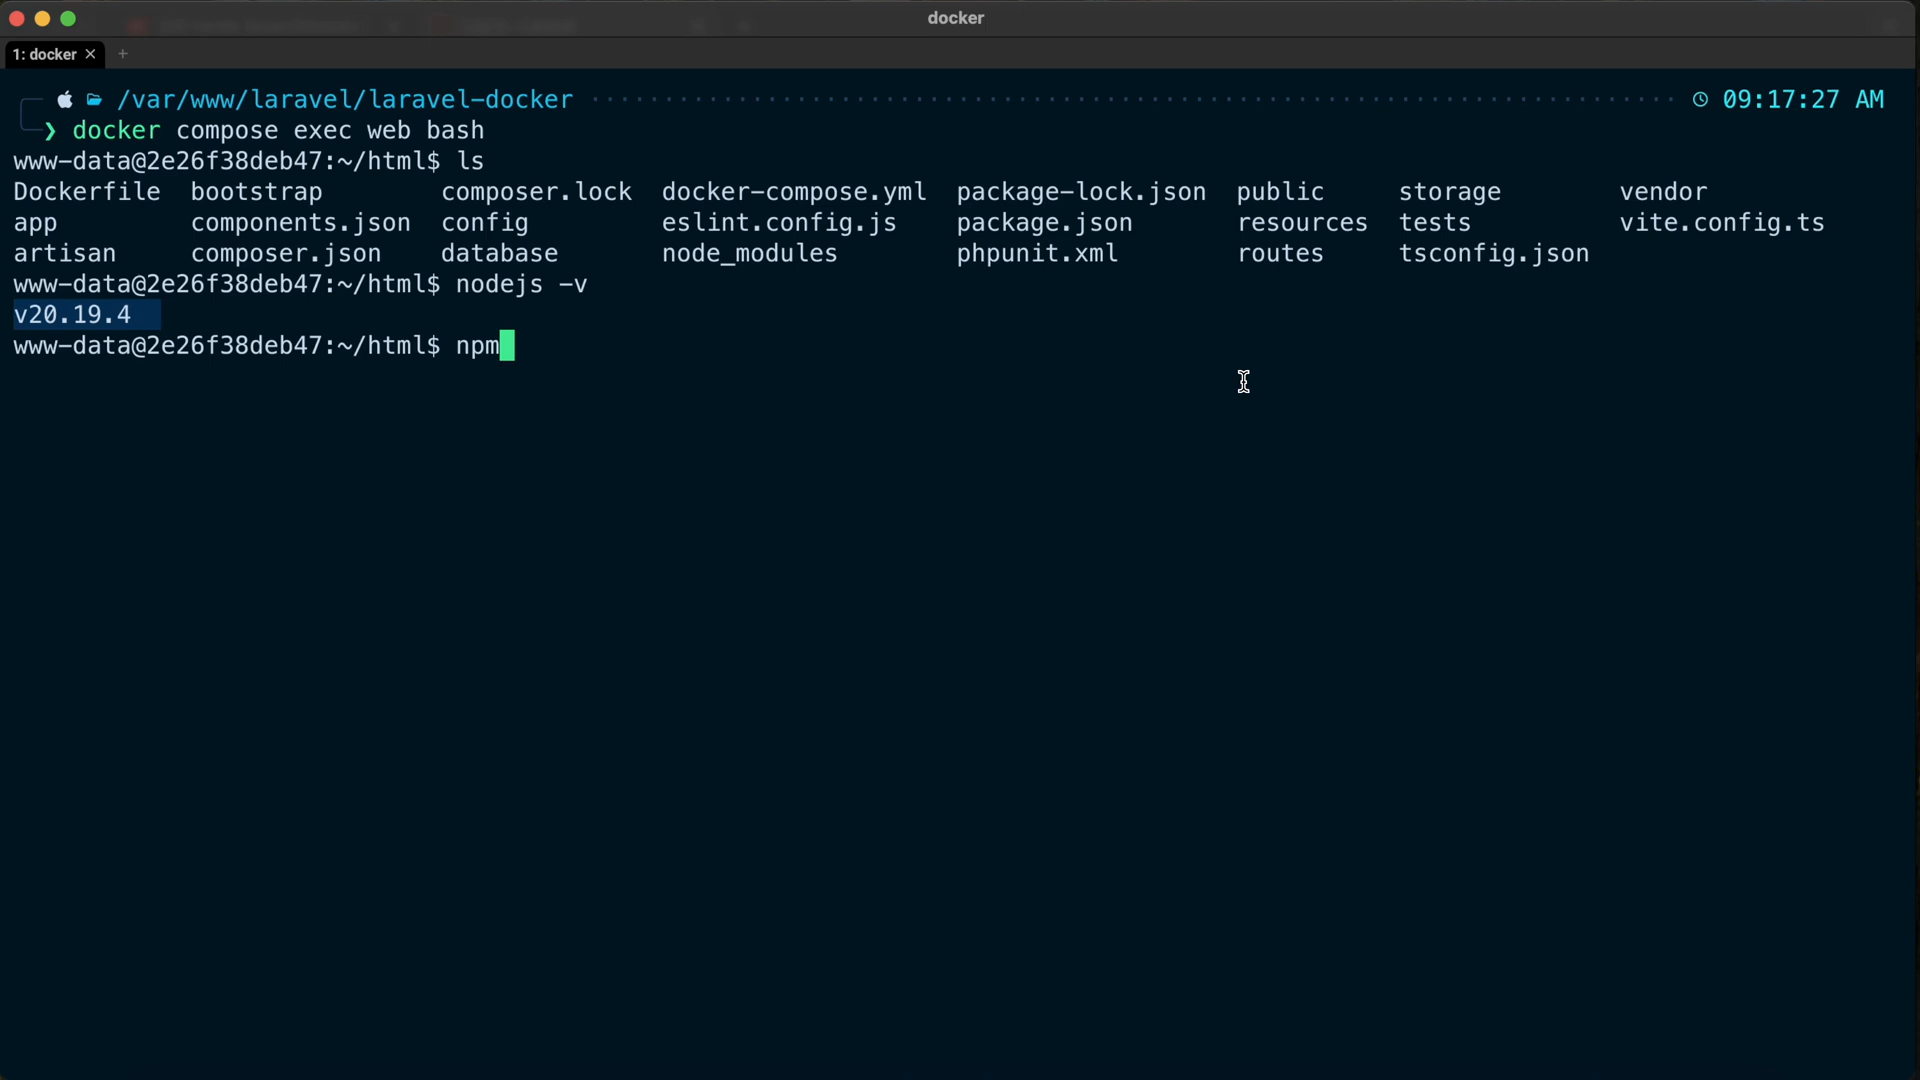 docker
1: docker
/var/www/laravel/laravel-docker 09:17:27 AM
❯ docker compose exec web bash
www-data@2e26f38deb47:~/html$ ls
Dockerfile bootstrap composer.lock docker-compose.yml package-lock.json public storage vendor
app components.json config eslint.config.js package.json resources tests vite.config.ts
artisan composer.json database node_modules phpunit.xml routes tsconfig.json
www-data@2e26f38deb47:~/html$ nodejs -v
v20.19.4
www-data@2e26f38deb47:~/html$ npm